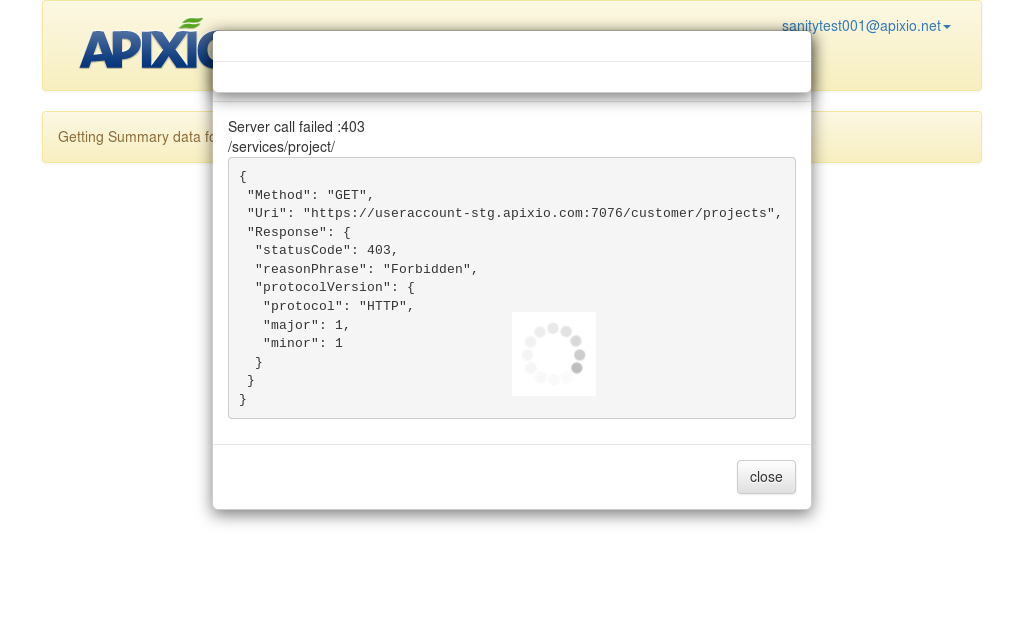 sanitytest001@apixio.net
APIXIO
Getting Summary data
Server call failed :403
/services/project/
{
"Method": "GET",
"Uri": "https://useraccount-stg.apixio.com:7076/customer/projects",
"Response": {
"statusCode": 403,
"reasonPhrase": "Forbidden",
"protocolVersion": {
"protocol": "HTTP",
"major": 1,
"minor": 1
}
}
}
close